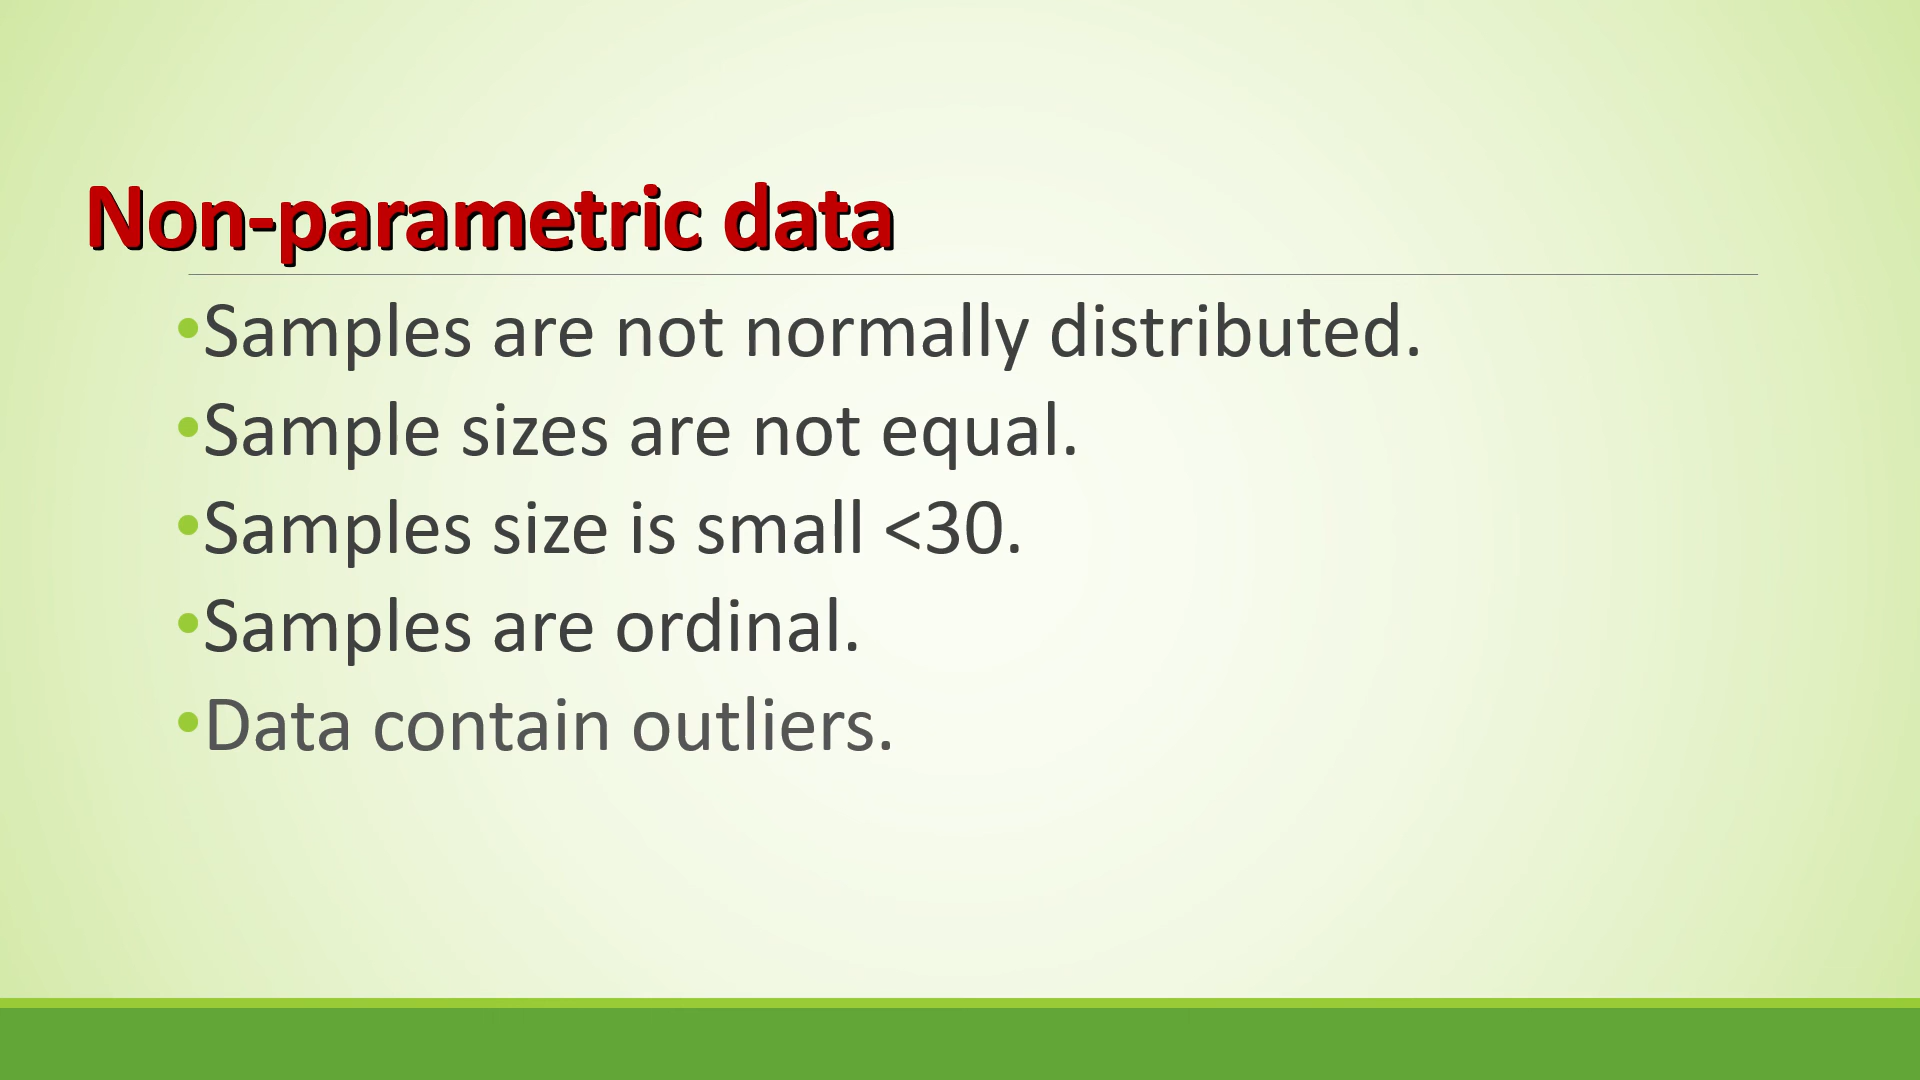 Non-parametric data
•Samples are not normally distributed.
•Sample sizes are not equal.
•Samples size is small <30.
•Samples are ordinal.
•Data contain outliers.